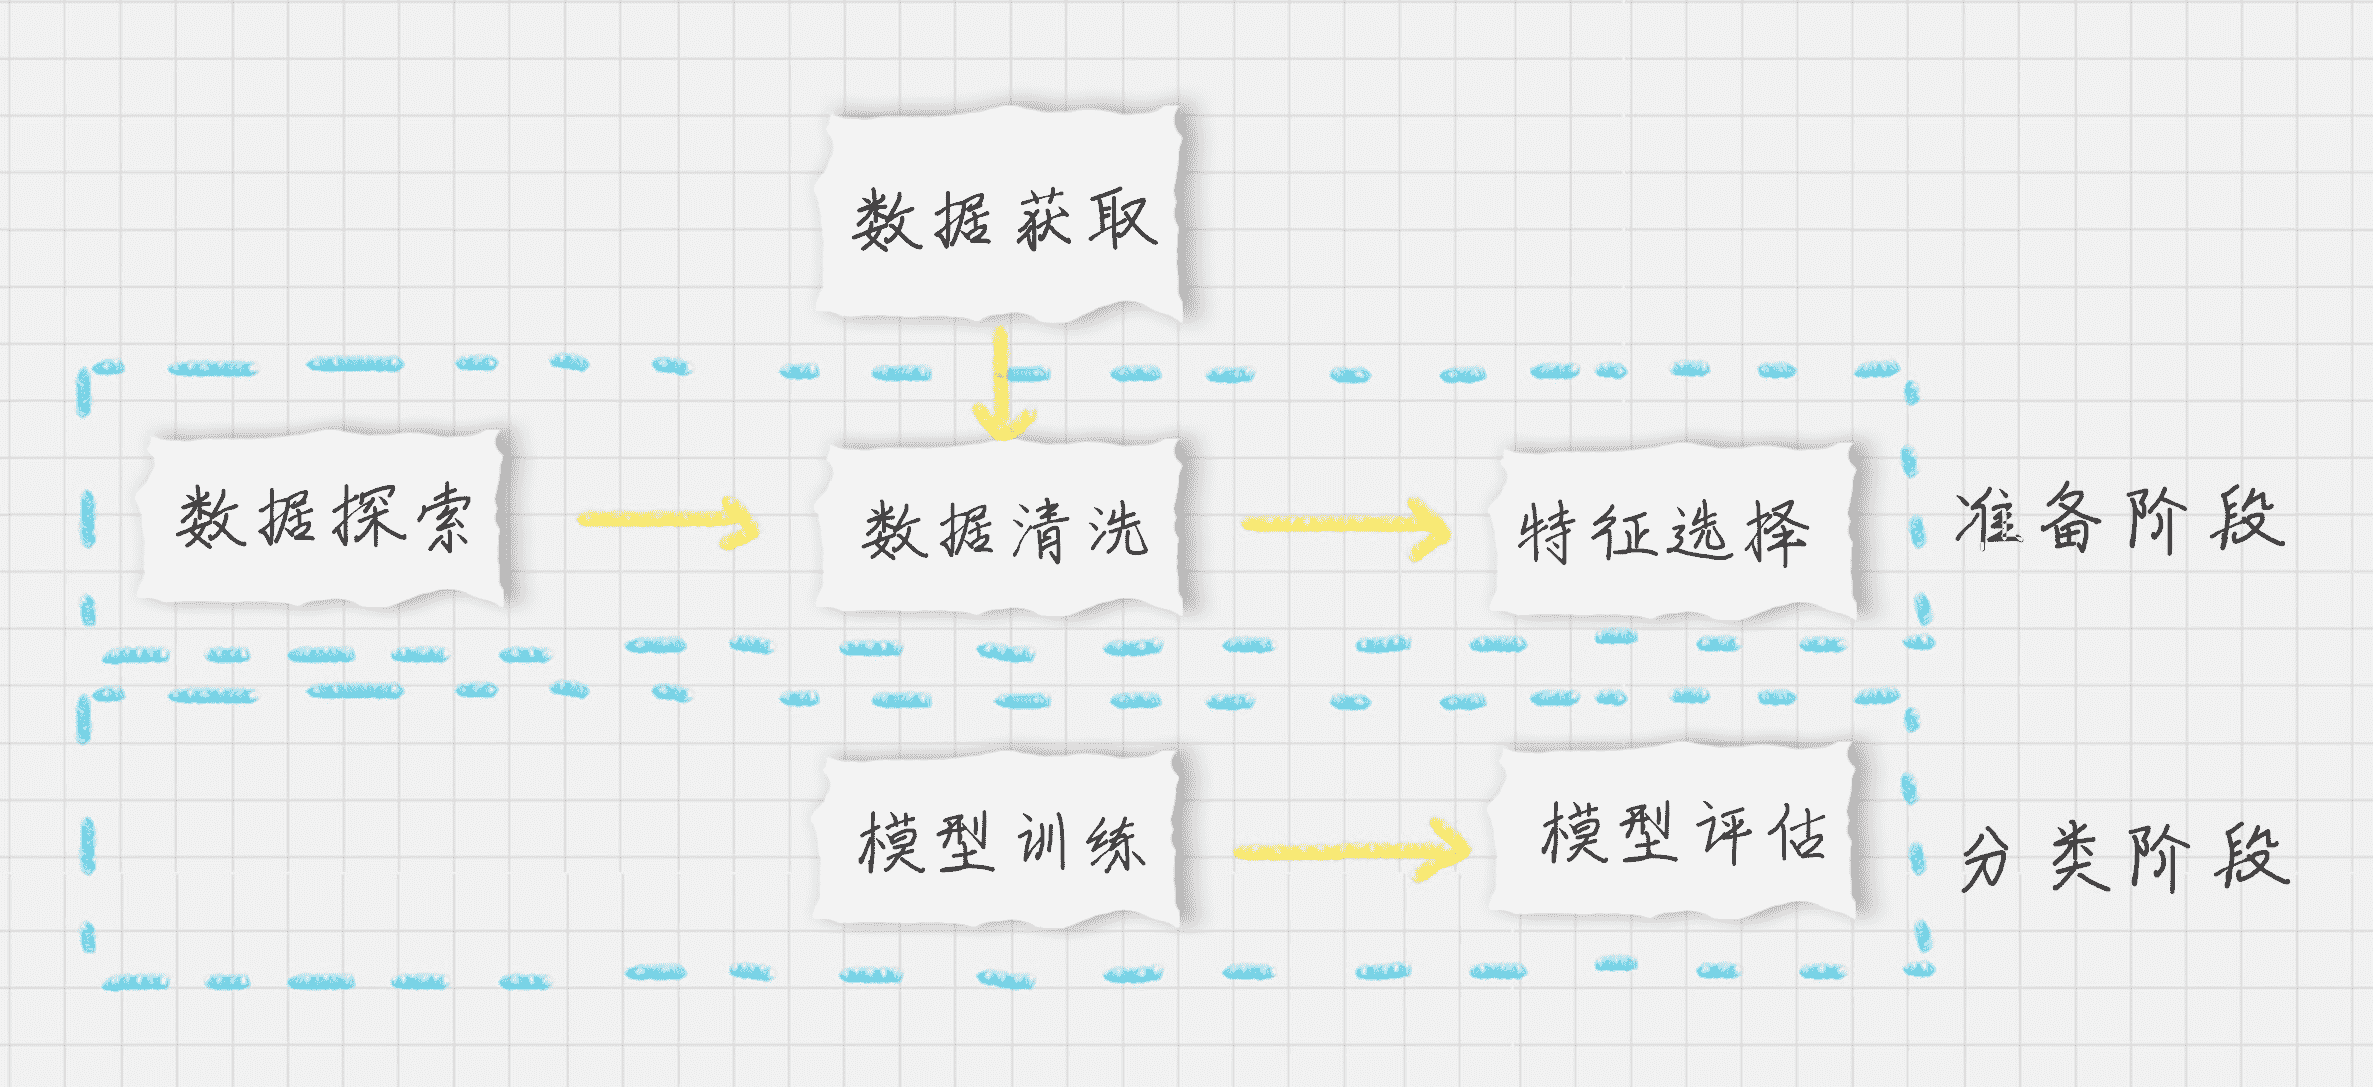 数据获取
数据探索
数据清洗
特征选择
准备阶段
模型训练
模型评估
分类阶段